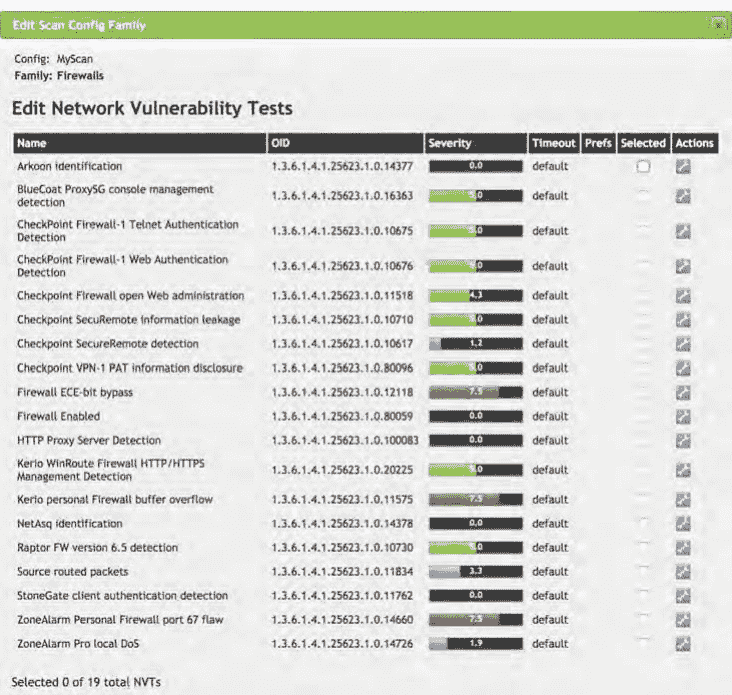 Edit Scan Config Family
Config: MyScan
Family: Firewalls
Edit Network Vulnerability Tests
Name OID Severity Timeout Prefs Selected Actions
Arkoon identification 1.3.6.1.4.1.25623.1.0.14377 0.0 default
BlueCoat ProxySG console management
detection 1.3.6.1.4.1.25623.1.0.16363 5.0 default
CheckPoint Firewall-1 Telnet Authentication
Detection 1.3.6.1.4.1.25623.1.0.10675 5.0 default
CheckPoint Firewall-1 Web Authentication
Detection 1.3.6.1.4.1.25623.1.0.10676 5.0 default
Checkpoint Firewall open Web administration 1.3.6.1.4.1.25623.1.0.11518 4.3 default
Checkpoint SecuRemote information leakage 1.3.6.1.4.1.25623.1.0.10710 5.0 default
Checkpoint SecureRemote detection 1.3.6.1.4.1.25623.1.0.10617 1.2 default
Checkpoint VPN-1 PAT information disclosure 1.3.6.1.4.1.25623.1.0.80096 5.0 default
Firewall ECE-bit bypass 1.3.6.1.4.1.25623.1.0.12118 7.5 default
Firewall Enabled 1.3.6.1.4.1.25623.1.0.80059 0.0 default
HTTP Proxy Server Detection 1.3.6.1.4.1.25623.1.0.100083 0.0 default
Kerio WinRoute Firewall HTTP/HTTPS
Management Detection 1.3.6.1.4.1.25623.1.0.20225 5.0 default
Kerio personal Firewall buffer overflow 1.3.6.1.4.1.25623.1.0.11575 7.5 default
NetAsq identification 1.3.6.1.4.1.25623.1.0.14378 0.0 default
Raptor FW version 6.5 detection 1.3.6.1.4.1.25623.1.0.10730 5.0 default
Source routed packets 1.3.6.1.4.1.25623.1.0.11834 3.3 default
StoneGate client authentication detection 1.3.6.1.4.1.25623.1.0.11762 0.0 default
ZoneAlarm Personal Firewall port 67 flaw 1.3.6.1.4.1.25623.1.0.14660 7.5 default
ZoneAlarm Pro local DoS 1.3.6.1.4.1.25623.1.0.14726 1.9 default
Selected 0 of 19 total NVTs